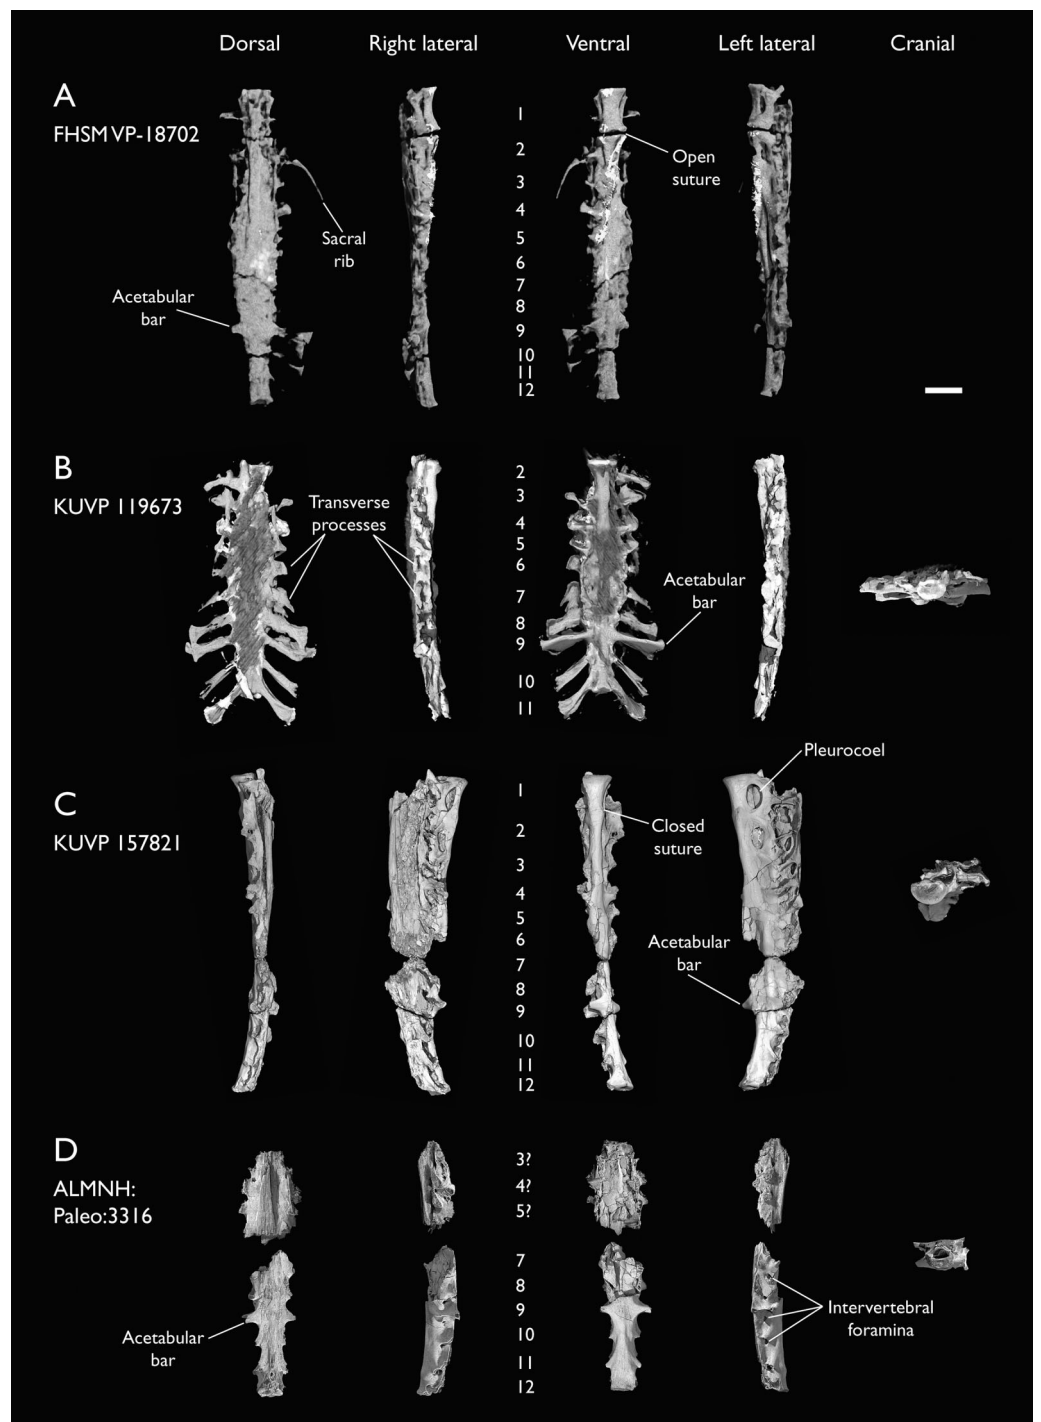 Dorsal Right lateral Ventral Left lateral Cranial
A
FHSM VP-18702
1
2
3
4
5
6
7
8
9
10
11
12
Open
suture
Sacral
rib
Acetabular
bar
B
KUVP 119673
2
3
4
5
6
7
8
9
10
11
Transverse
processes
Acetabular
bar
C
KUVP 157821
1
2
3
4
5
6
7
8
9
10
11
12
Pleurocoel
Closed
suture
Acetabular
bar
D
ALMNH:
Paleo:3316
3?
4?
5?
7
8
9
10
11
12
Acetabular
bar
Intervertebral
foramina